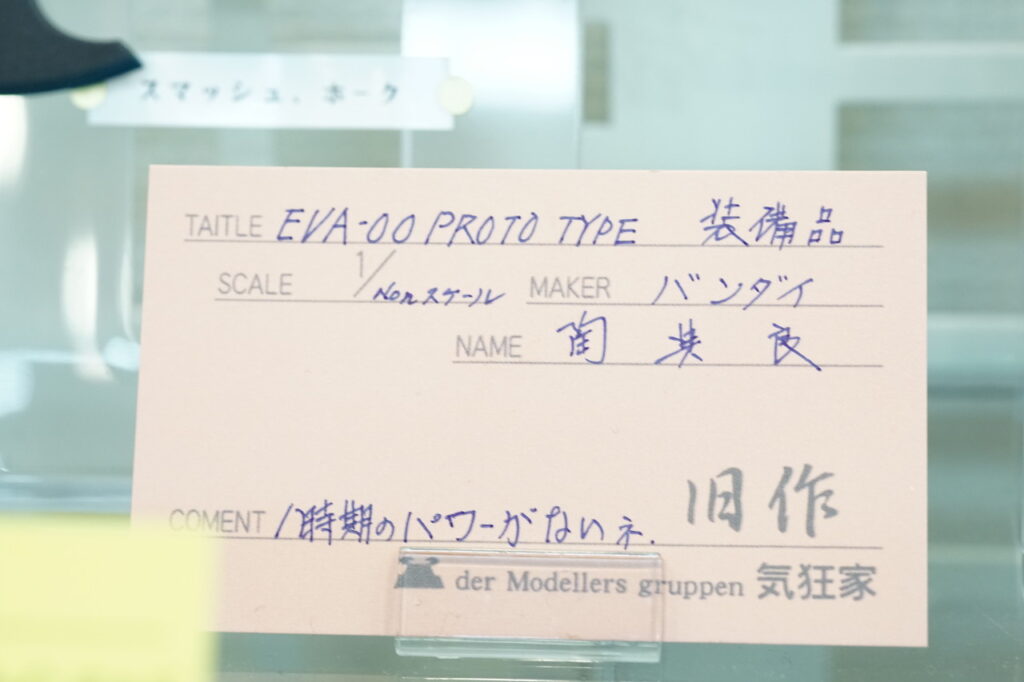 スマッシュ、ホーク
TAITLE EVA-00 PROTO TYPE 装備品
SCALE 1/Nonスケール MAKER バンダイ
NAME 陶 英 良
旧作
COMENT 1時期のパワーがないネ.
der Modellers gruppen 気狂家